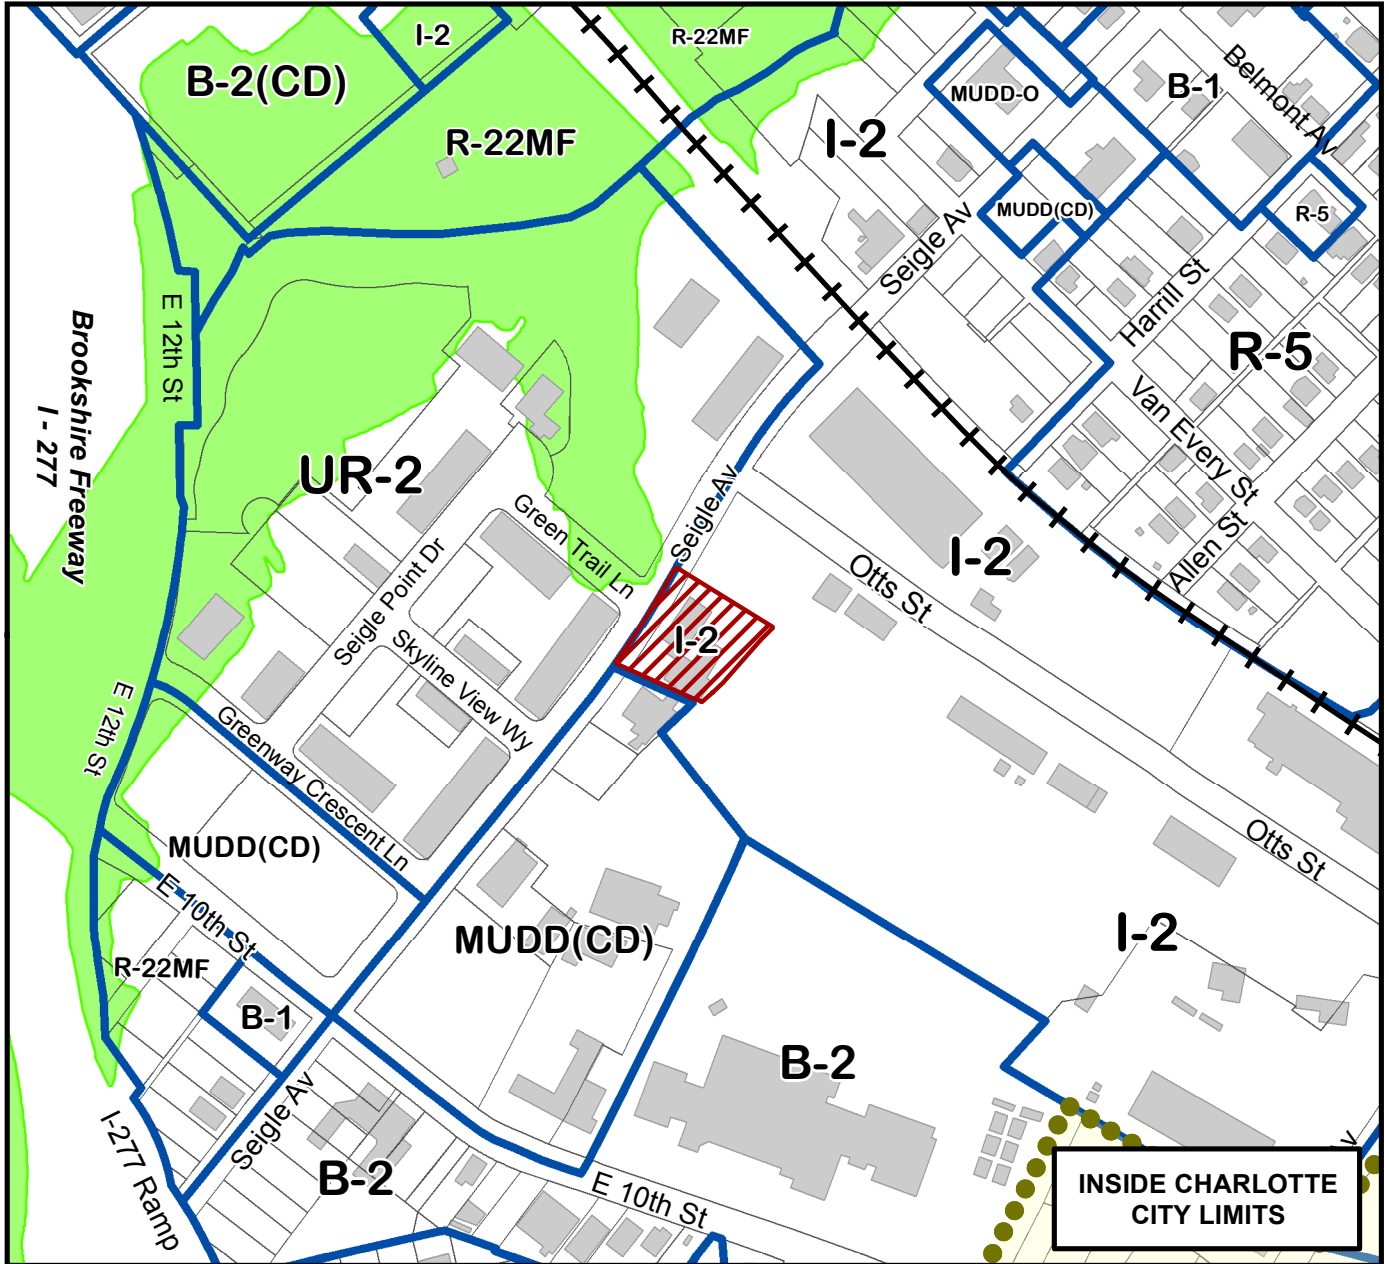 I-2
R-22MF
B-2(CD)
B-1
Belmont Av
MUDD-O
R-22MF
I-2
MUDD(CD)
R-5
Seigle Av
E 12th St
Harrill St
Brookshire Freeway
I - 277
R-5
Van Every St
UR-2
Seigle Av
Green Trail Ln
I-2
Allen St
Otts St
Seigle Point Dr
I-2
Skyline View Wy
E 12th St
Greenway Crescent Ln
MUDD(CD)
Otts St
E 10th St
MUDD(CD)
I-2
R-22MF
B-1
B-2
Seigle Av
I-277 Ramp
B-2
E 10th St
INSIDE CHARLOTTE
CITY LIMITS